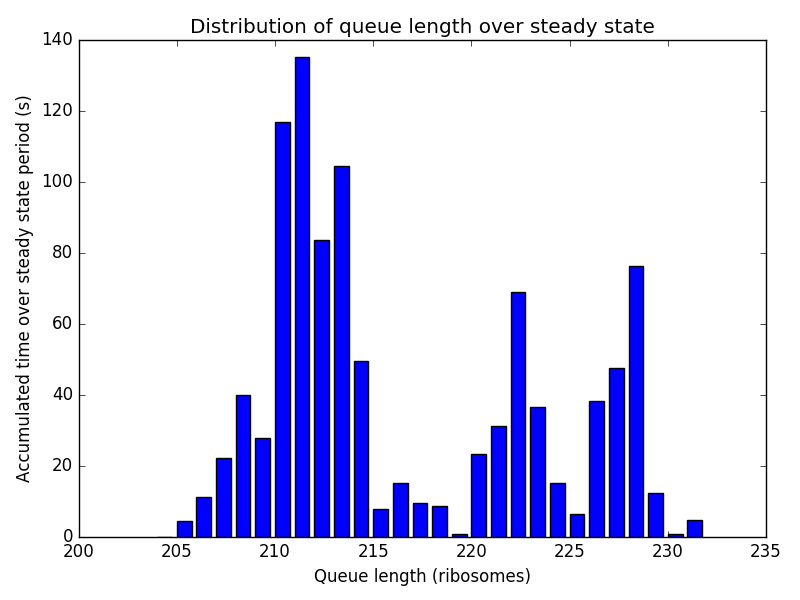 Distribution of queue length over steady state
Accumulated time over steady state period (s)
140
120
100
80
60
40
20
0
200 205 210 215 220 225 230 235
Queue length (ribosomes)